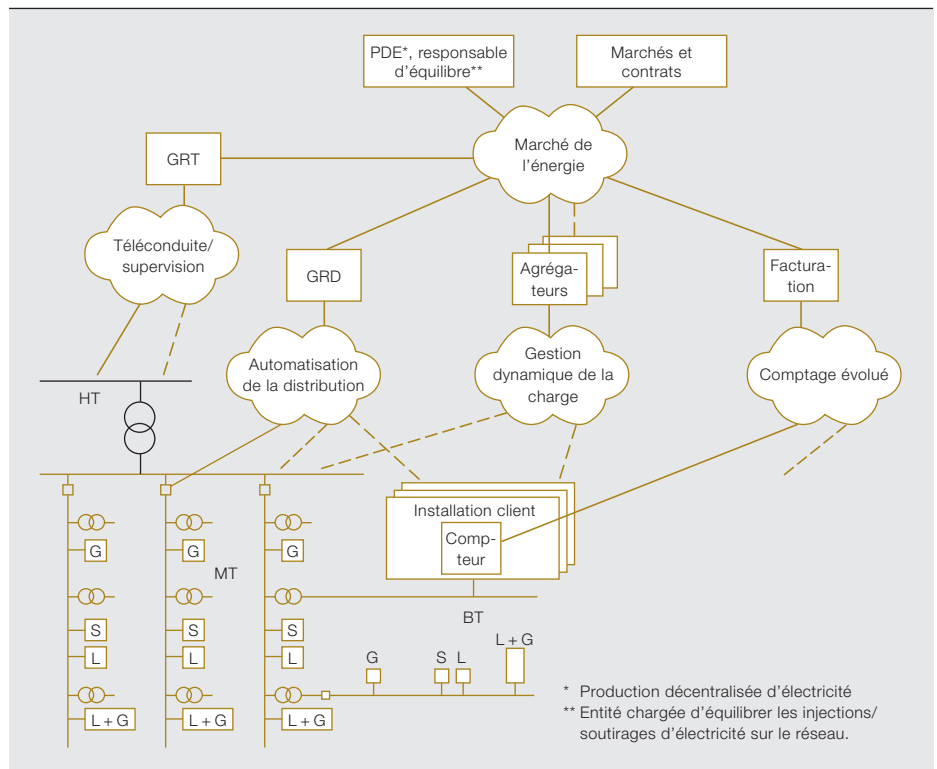 PDE*, responsable
d'équilibre**
Marchés et
contrats
Marché de
l'énergie
GRT
Téléconduite/
supervision
GRD
Agréga-
teurs
Factura-
tion
Automatisation
de la distribution
Gestion
dynamique de la
charge
Comptage évolué
HT
Installation client
Comp-
teur
G
G
G
MT
BT
S
S
S
L
L
L
L + G
L + G
L + G
G
S
L
L + G
* Production décentralisée d'électricité
** Entité chargée d'équilibrer les injections/
soutirages d'électricité sur le réseau.